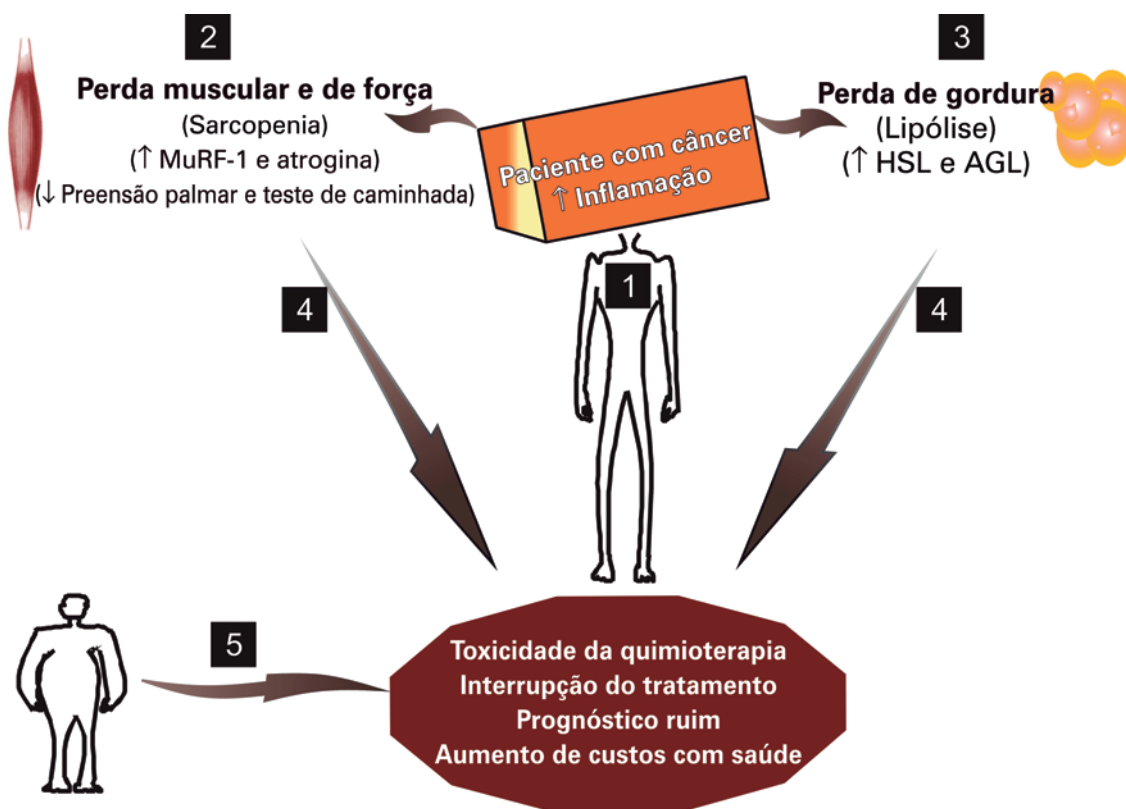 2
Perda muscular e de força
(Sarcopenia)
(↑ MuRF-1 e atrogina)
(↓ Preensão palmar e teste de caminhada)
3
Perda de gordura
(Lipólise)
(↑ HSL e AGL)
Paciente com câncer
↑ Inflamação
1
4
4
5
Toxicidade da quimioterapia
Interrupção do tratamento
Prognóstico ruim
Aumento de custos com saúde